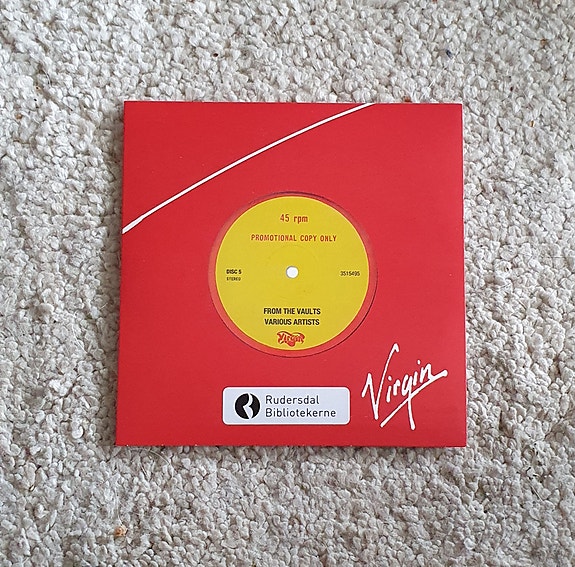 45 rpm
PROMOTIONAL COPY ONLY
DISC 5
STEREO
3515495
FROM THE VAULTS
VARIOUS ARTISTS
Virgin
Rudersdal
Bibliotekerne
Virgin